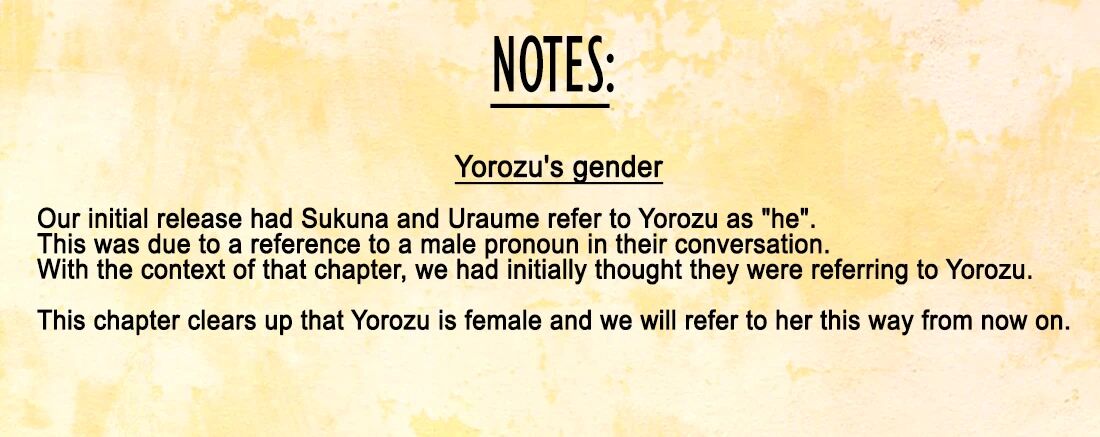 NOTES:
Yorozu's gender
Our initial release had Sukuna and Uraume refer to Yorozu as "he".
This was due to a reference to a male pronoun in their conversation.
With the context of that chapter, we had initially thought they were referring to Yorozu.
This chapter clears up that Yorozu is female and we will refer to her this way from now on.